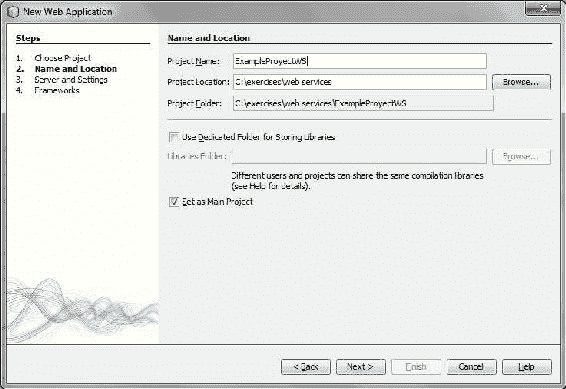 New Web Application
Steps
1. Choose Project
2. Name and Location
3. Server and Settings
4. Frameworks
Name and Location
Project Name: ExampleProyectWS
Project Location: C:\exercises\web services Browse...
Project Folder: C:\exercises\web services\ExampleProyectWS
Use Dedicated Folder for Storing Libraries
Libraries Folder: Browse...
Different users and projects can share the same compilation libraries
(see Help for details).
Set as Main Project
< Back Next > Finish Cancel Help